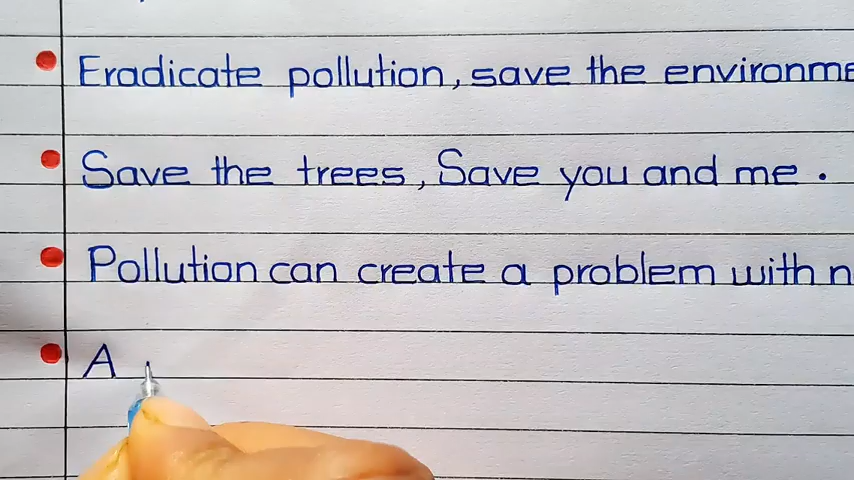 Eradicate pollution, save the environme
Save the trees, Save you and me.
Pollution can create a problem with n
A